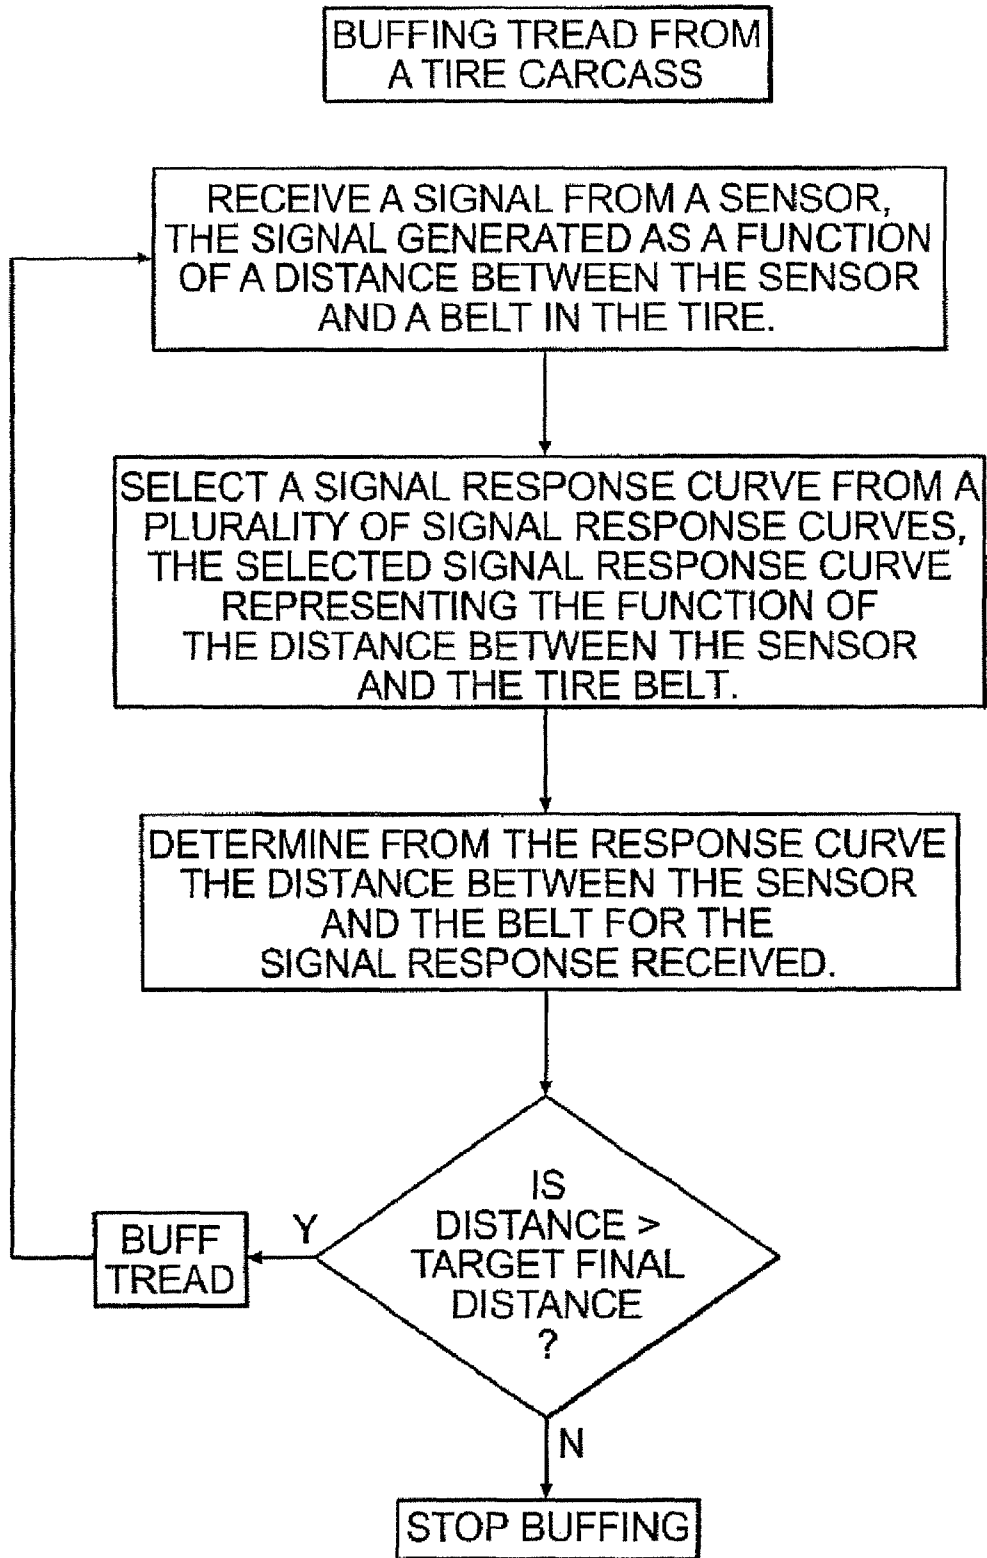 BUFFING TREAD FROM
A TIRE CARCASS
RECEIVE A SIGNAL FROM A SENSOR,
THE SIGNAL GENERATED AS A FUNCTION
OF A DISTANCE BETWEEN THE SENSOR
AND A BELT IN THE TIRE.
SELECT A SIGNAL RESPONSE CURVE FROM A
PLURALITY OF SIGNAL RESPONSE CURVES,
THE SELECTED SIGNAL RESPONSE CURVE
REPRESENTING THE FUNCTION OF
THE DISTANCE BETWEEN THE SENSOR
AND THE TIRE BELT.
DETERMINE FROM THE RESPONSE CURVE
THE DISTANCE BETWEEN THE SENSOR
AND THE BELT FOR THE
SIGNAL RESPONSE RECEIVED.
IS
DISTANCE >
TARGET FINAL
DISTANCE
?
Y
BUFF
TREAD
N
STOP BUFFING